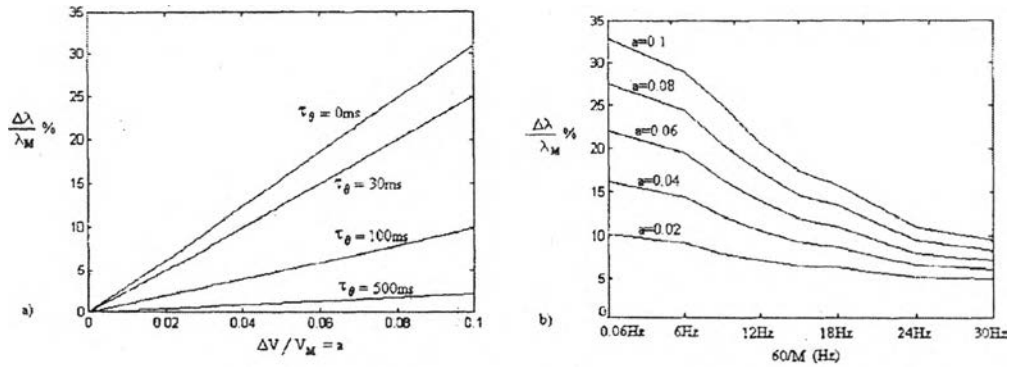 35
30
25
20
15
10
5
0
Δλ
λM %
τθ = 0ms
τθ = 30ms
τθ = 100ms
τθ = 500ms
a)
0 0.02 0.04 0.06 0.08 0.1
ΔV / VM = a
35
30
25
20
15
10
5
0
Δλ
λM %
a=0.1
a=0.08
a=0.06
a=0.04
a=0.02
b)
0.06Hz 6Hz 12Hz 18Hz 24Hz 30Hz
60/M (Hz)